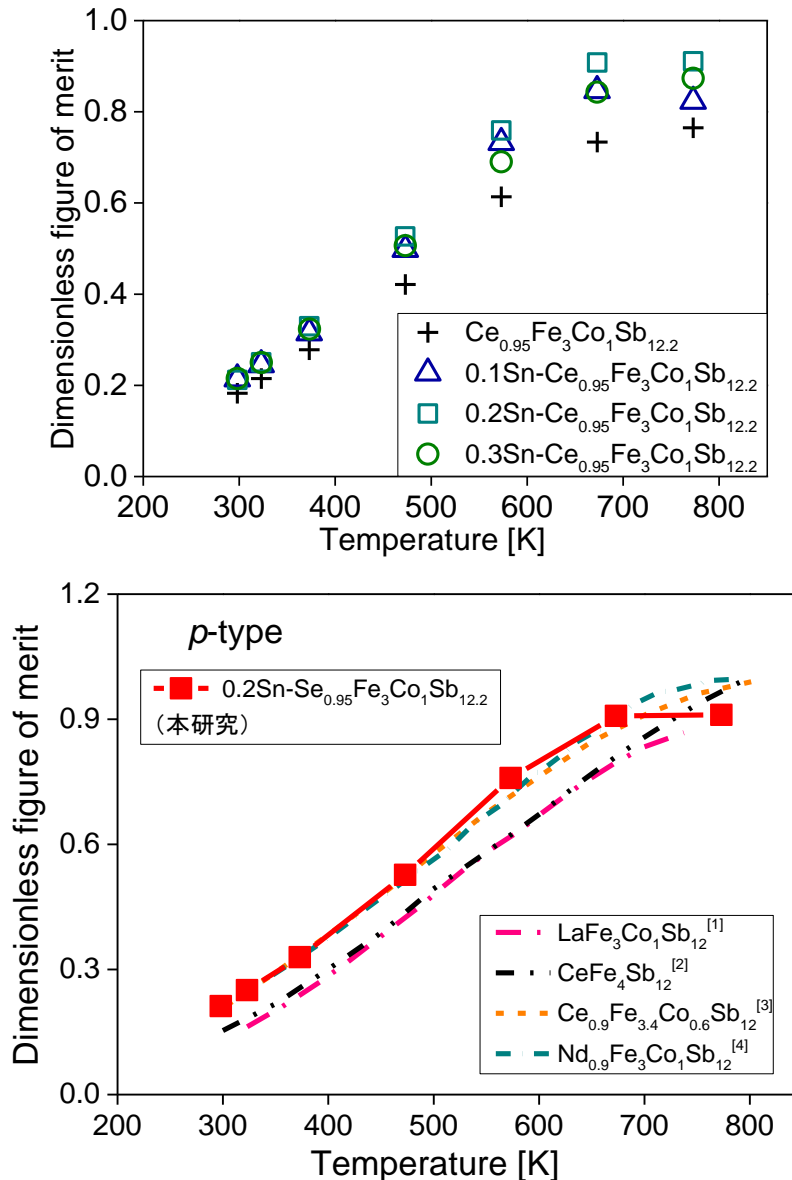 Dimensionless figure of merit
1.0
0.8
0.6
0.4
0.2
0.0
Ce0.95Fe3Co1Sb12.2
0.1Sn-Ce0.95Fe3Co1Sb12.2
0.2Sn-Ce0.95Fe3Co1Sb12.2
0.3Sn-Ce0.95Fe3Co1Sb12.2
200 300 400 500 600 700 800
Temperature [K]
Dimensionless figure of merit
1.2
0.9
0.6
0.3
0.0
p-type
0.2Sn-Se0.95Fe3Co1Sb12.2
(本研究)
LaFe3Co1Sb12[1]
CeFe4Sb12[2]
Ce0.9Fe3.4Co0.6Sb12[3]
Nd0.9Fe3Co1Sb12[4]
200 300 400 500 600 700 800
Temperature [K]